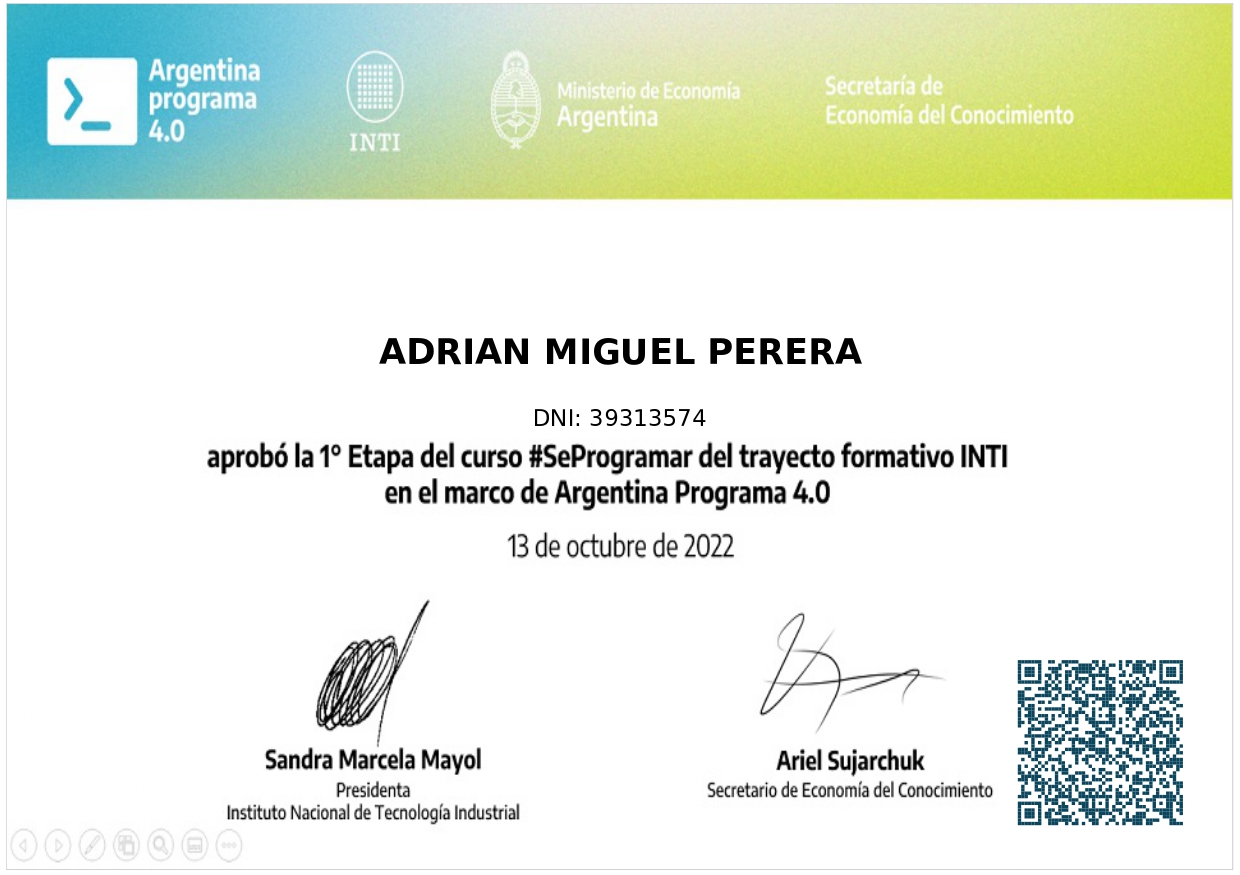 Argentina
programa
4.0
INTI
Ministerio de Economía
Argentina
Secretaría de
Economía del Conocimiento
ADRIAN MIGUEL PERERA
DNI: 39313574
aprobó la 1° Etapa del curso #SeProgramar del trayecto formativo INTI
en el marco de Argentina Programa 4.0
13 de octubre de 2022
Sandra Marcela Mayol
Presidenta
Instituto Nacional de Tecnología Industrial
Ariel Sujarchuk
Secretario de Economía del Conocimiento